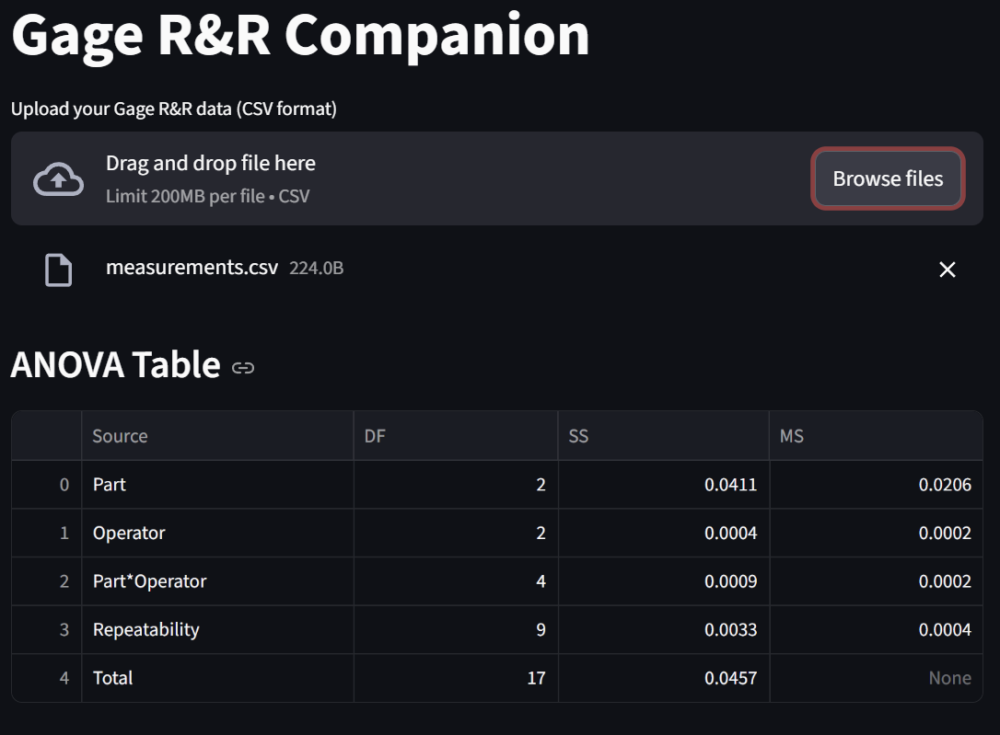 Gage R&R Companion
Upload your Gage R&R data (CSV format)
Drag and drop file here
Limit 200MB per file • CSV
Browse files
measurements.csv 224.0B
ANOVA Table
Source DF SS MS
0 Part 2 0.0411 0.0206
1 Operator 2 0.0004 0.0002
2 Part*Operator 4 0.0009 0.0002
3 Repeatability 9 0.0033 0.0004
4 Total 17 0.0457 None